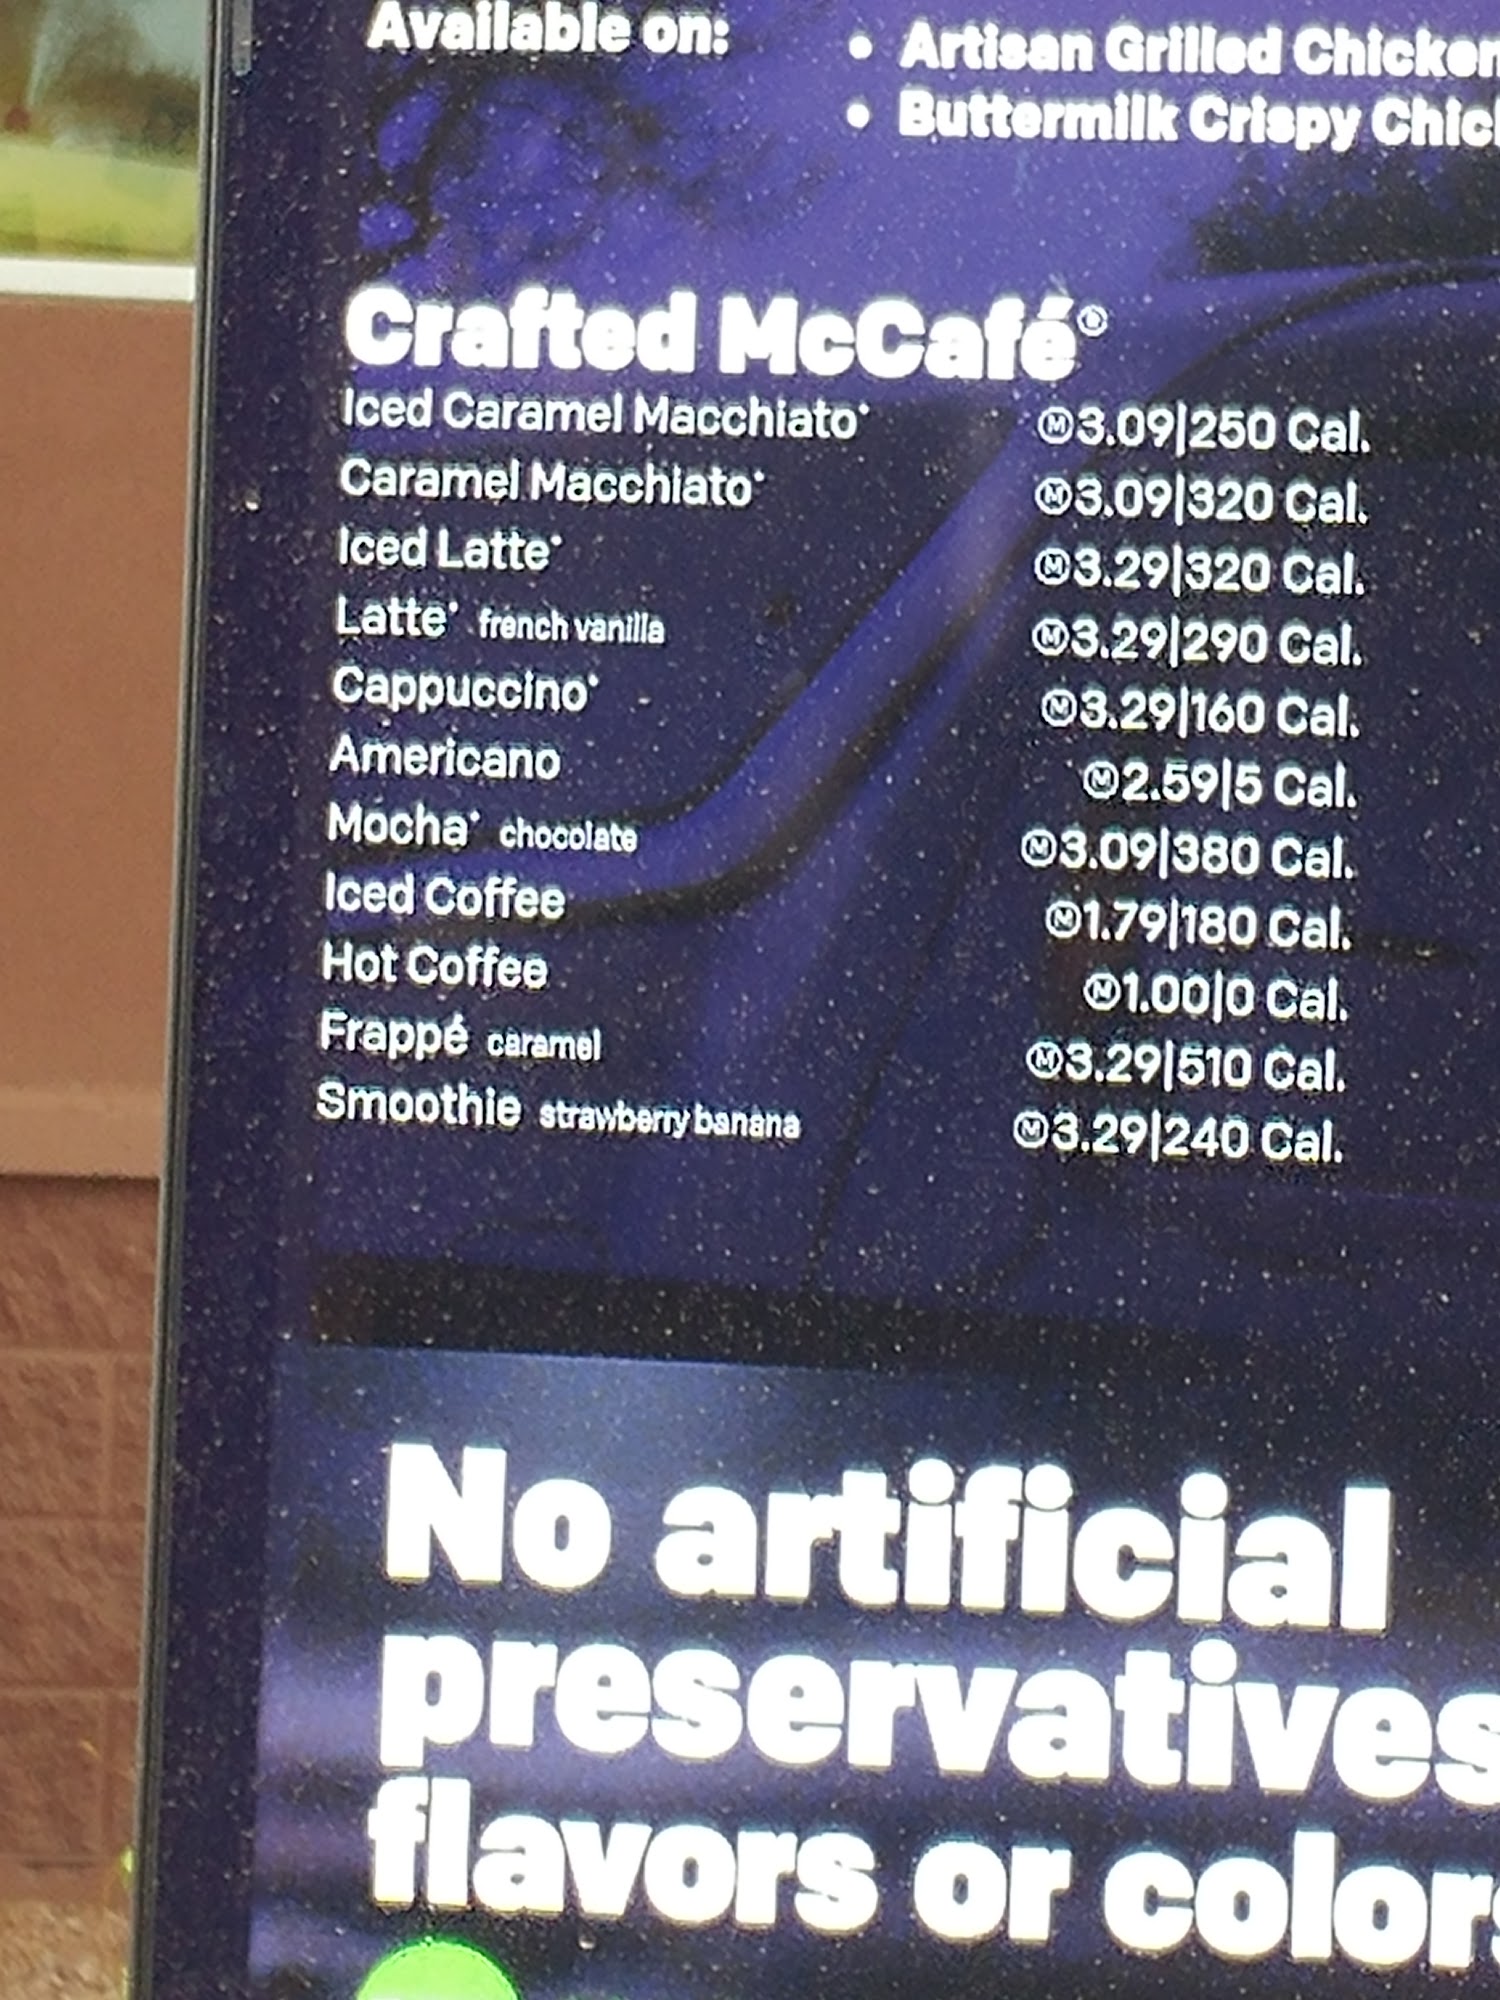 Available on:
• Artisan Grilled Chicken
• Buttermilk Crispy
Crafted McCafé®
Iced Caramel Macchiato* Ⓜ3.09|250 Cal.
Caramel Macchiato* Ⓜ3.09|320 Cal.
Iced Latte* Ⓜ3.29|320 Cal.
Latte* french vanilla Ⓜ3.29|290 Cal.
Cappuccino* Ⓜ3.29|160 Cal.
Americano Ⓜ2.59|5 Cal.
Mocha* chocolate Ⓜ3.09|380 Cal.
Iced Coffee Ⓜ1.79|180 Cal.
Hot Coffee Ⓜ1.00|0 Cal.
Frappé caramel Ⓜ3.29|510 Cal.
Smoothie strawberry banana Ⓜ3.29|240 Cal.
No artificial
preservatives
flavors or colors